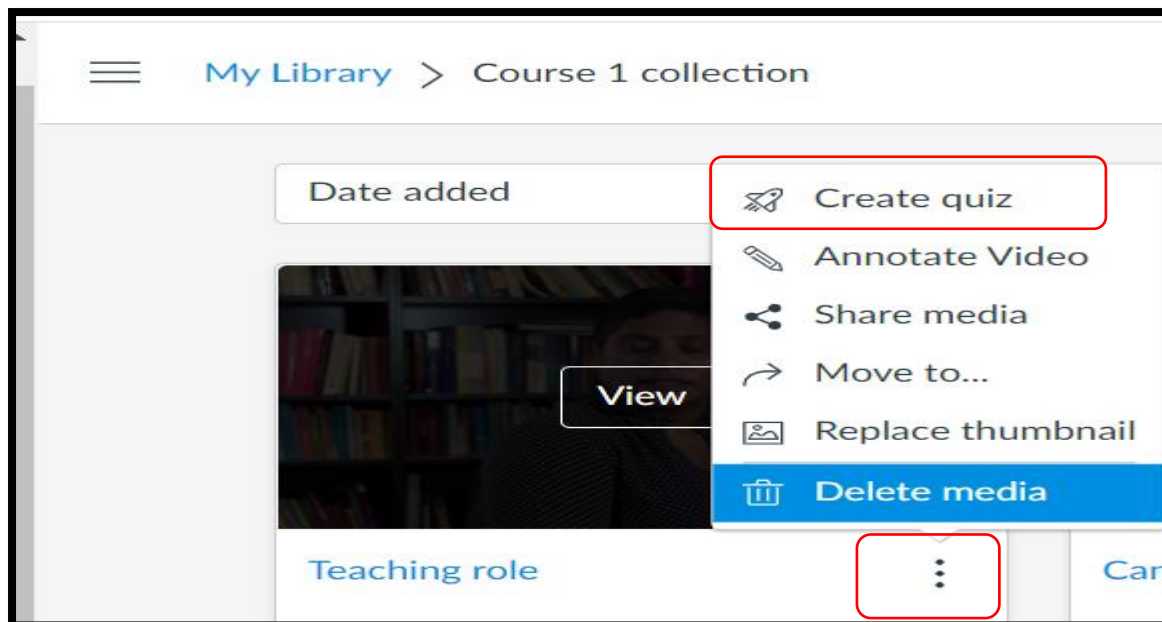 My Library > Course 1 collection
Date added
Create quiz
Annotate Video
Share media
Move to...
Replace thumbnail
Delete media
View
Teaching role